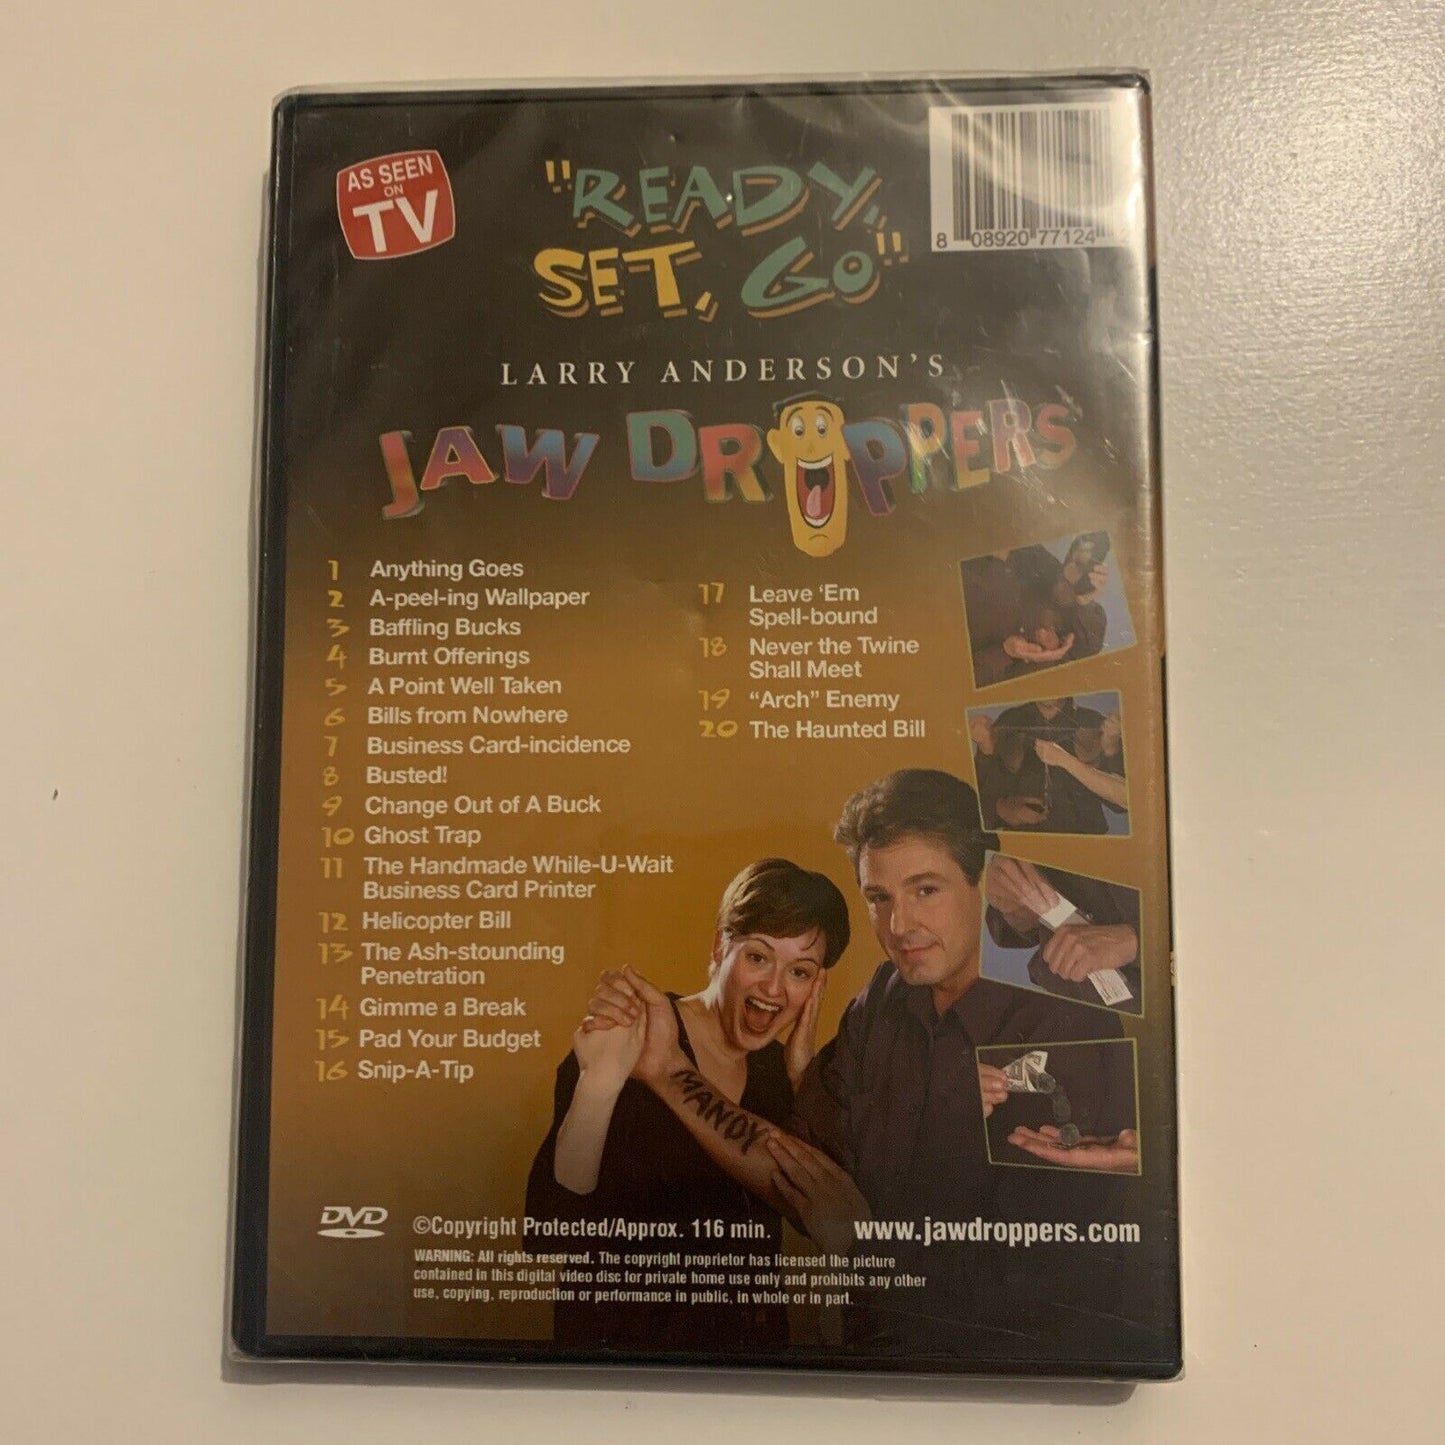 AS SEEN
ON
TV
"READY,
SET, GO"
8 08920 77124
LARRY ANDERSON'S
JAW DROPPERS
1 Anything Goes
2 A-peel-ing Wallpaper
3 Baffling Bucks
4 Burnt Offerings
5 A Point Well Taken
6 Bills from Nowhere
7 Business Card-incidence
8 Busted!
9 Change Out of A Buck
10 Ghost Trap
11 The Handmade While-U-Wait
Business Card Printer
12 Helicopter Bill
13 The Ash-stounding
Penetration
14 Gimme a Break
15 Pad Your Budget
16 Snip-A-Tip
17 Leave 'Em
Spell-bound
18 Never the Twine
Shall Meet
19 "Arch" Enemy
20 The Haunted Bill
MANDY
DVD
©Copyright Protected/Approx. 116 min.
www.jawdroppers.com
WARNING: All rights reserved. The copyright proprietor has licensed the picture
contained in this digital video disc for private home use only and prohibits any other
use, copying, reproduction or performance in public, in whole or in part.